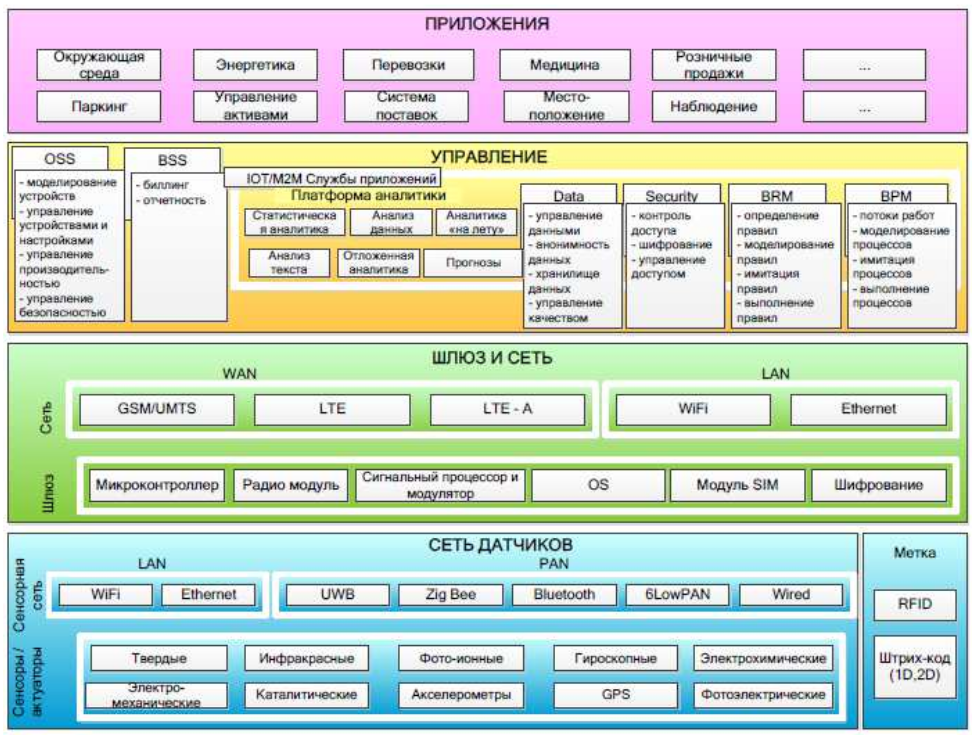 ПРИЛОЖЕНИЯ
Окружающая
среда
Энергетика
Перевозки
Медицина
Розничные
продажи
...
Паркинг
Управление
активами
Система
поставок
Место-
положение
Наблюдение
...
УПРАВЛЕНИЕ
OSS
- моделирование
устройств
- управление
устройствами и
настройками
- управление
производитель-
ностью
- управление
безопасностью
BSS
- биллинг
- отчетность
IOT/M2M Службы приложений
Платформа аналитики
Статистическа
я аналитика
Анализ
данных
Аналитика
«на лету»
Анализ
текста
Отложенная
аналитика
Прогнозы
Data
- управление
данными
- анонимность
данных
- хранилище
данных
- управление
качеством
Security
- контроль
доступа
- шифрование
- управление
доступом
BRM
- определение
правил
- моделирование
правил
- имитация
правил
- выполнение
правил
BPM
- потоки работ
- моделирование
процессов
- имитация
процессов
- выполнение
процессов
ШЛЮЗ И СЕТЬ
WAN
LAN
Сеть
GSM/UMTS
LTE
LTE - A
WiFi
Ethernet
Шлюз
Микроконтроллер
Радио модуль
Сигнальный процессор и
модулятор
OS
Модуль SIM
Шифрование
СЕТЬ ДАТЧИКОВ
LAN
PAN
Сенсорная
сеть
WiFi
Ethernet
UWB
Zig Bee
Bluetooth
6LowPAN
Wired
Сенсоры /
актуаторы
Твердые
Инфракрасные
Фото-ионные
Гироскопные
Электрохимические
Электро-
механические
Каталитические
Акселерометры
GPS
Фотоэлектрические
Метка
RFID
Штрих-код
(1D,2D)